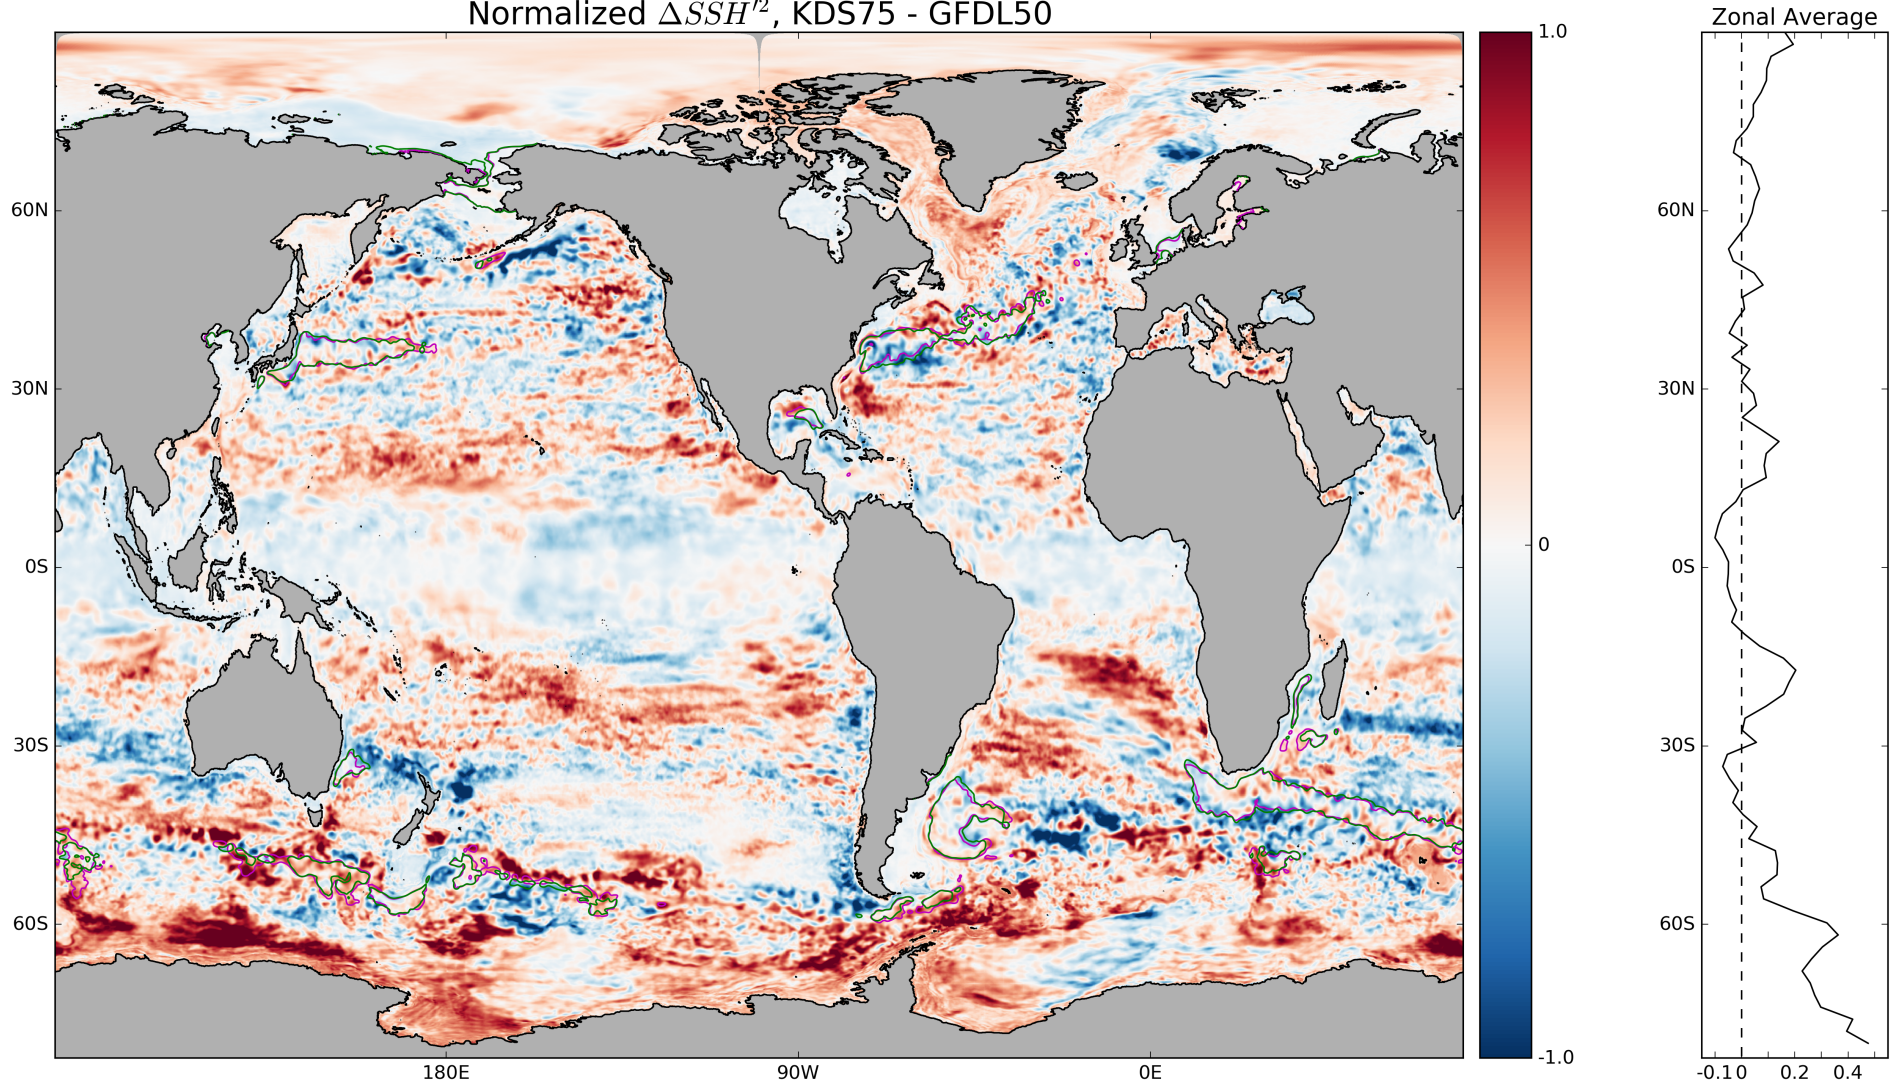 Normalized ΔSSH′², KDS75 - GFDL50
Zonal Average
1.0
0
-1.0
60N
30N
0S
30S
60S
180E
90W
0E
60N
30N
0S
30S
60S
-0.1 0 0.2 0.4